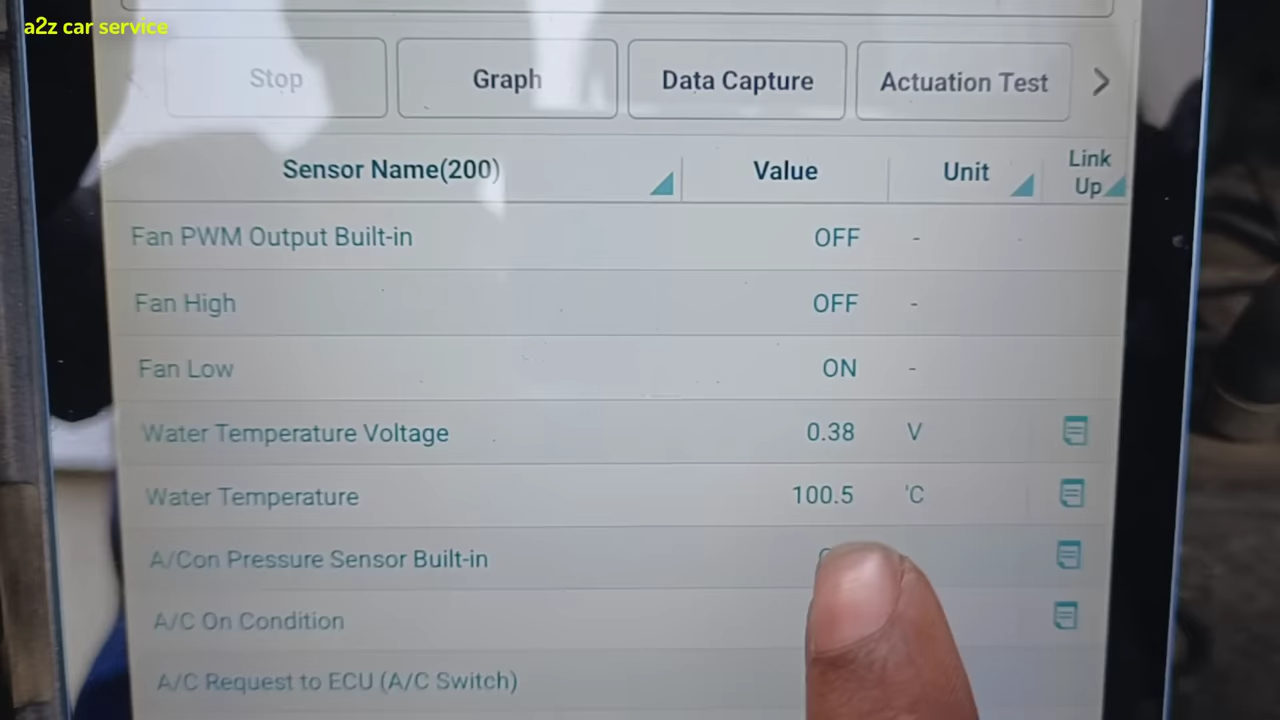 a2z car service
Stop Graph Data Capture Actuation Test
Sensor Name(200) Value Unit Link Up
Fan PWM Output Built-in OFF -
Fan High OFF -
Fan Low ON -
Water Temperature Voltage 0.38 V
Water Temperature 100.5 'C
A/Con Pressure Sensor Built-in
A/C On Condition
A/C Request to ECU (A/C Switch)